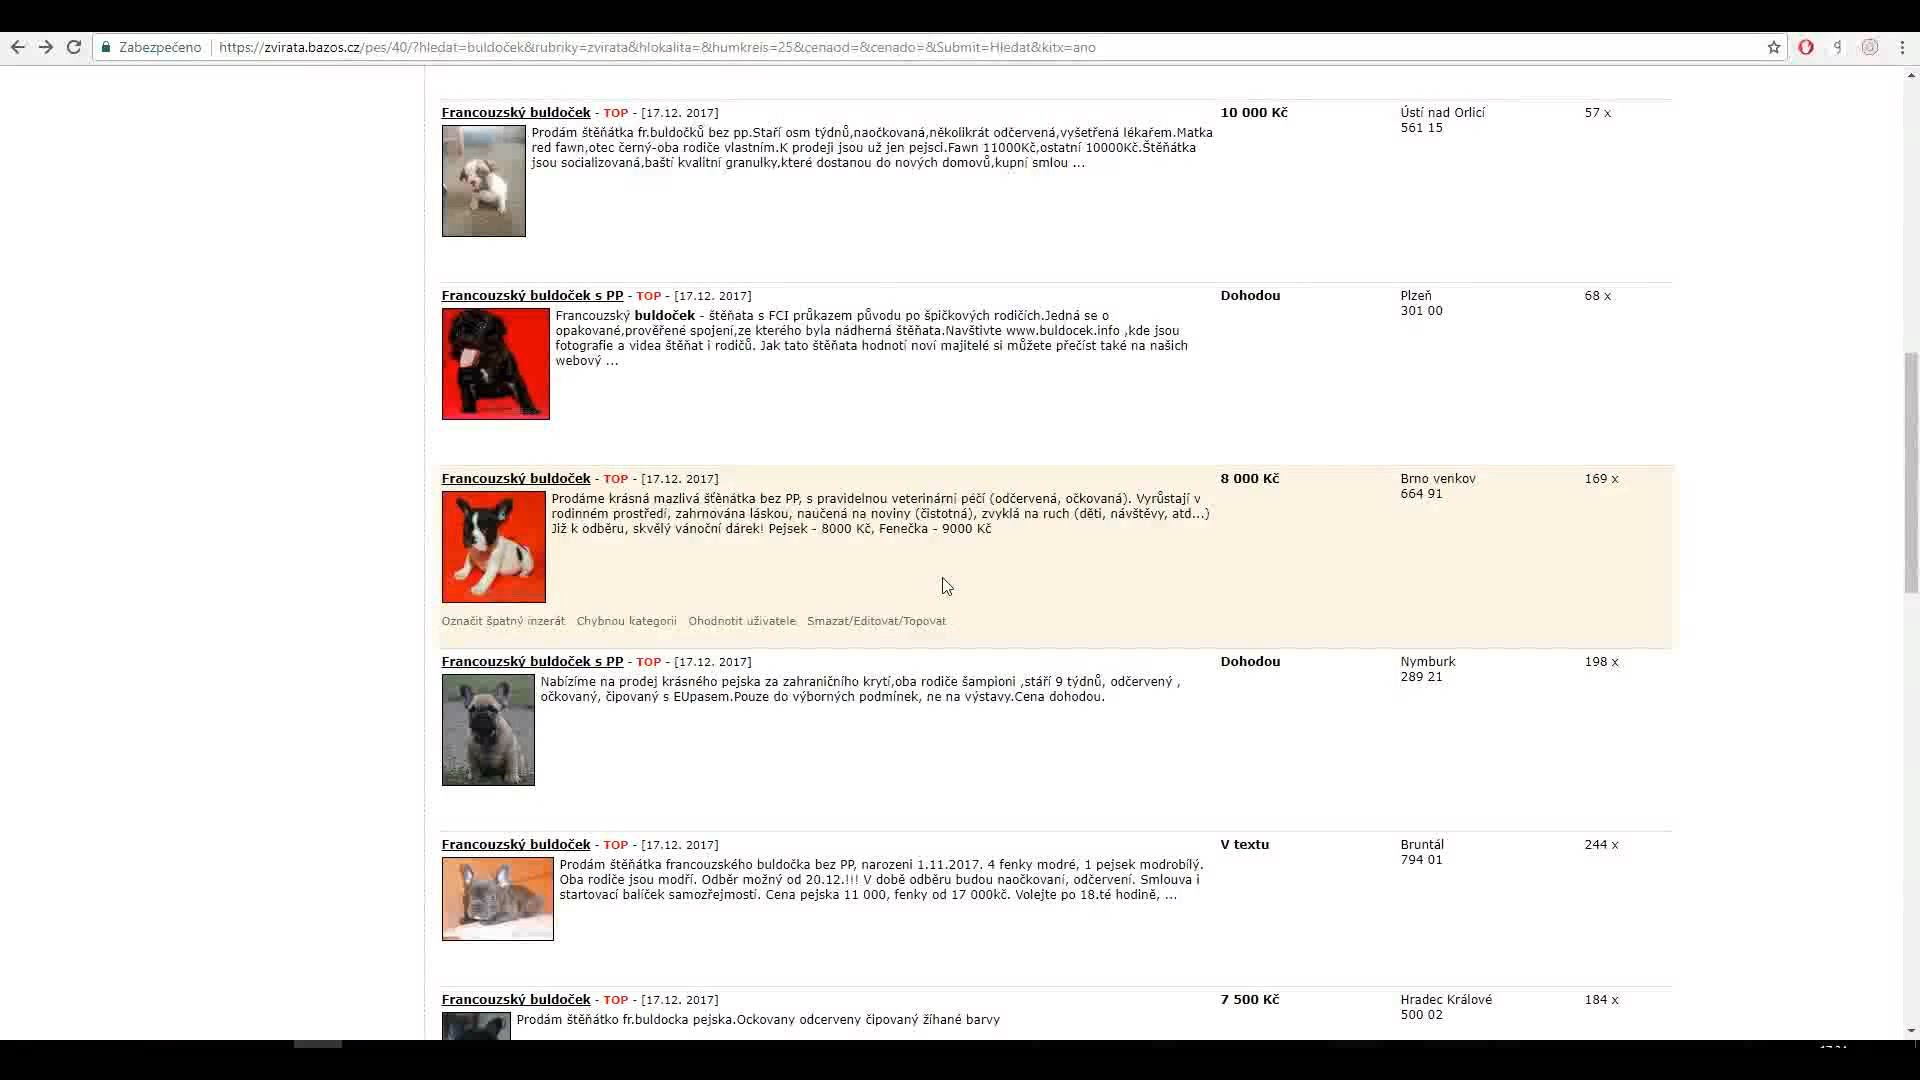 Zabezpečeno
https://zvirata.bazos.cz/pes/40/?hledat=buldoček&rubriky=zvirata&hlokalita=&humkreis=25&cenaod=&cenado=&Submit=Hledat&kitx=ano
Francouzský buldoček - TOP - [17.12. 2017]
10 000 Kč
Ústí nad Orlicí
561 15
57 x
Prodám štěňátka fr.buldočků bez pp.Staří osm týdnů,naočkovaná,několikrát odčervená,vyšetřená lékařem.Matka
red fawn,otec černý-oba rodiče vlastním.K prodeji jsou už jen pejsci.Fawn 11000Kč,ostatní 10000Kč.Štěňátka
jsou socializovaná,baští kvalitní granulky,které dostanou do nových domovů,kupní smlou ...
Francouzský buldoček s PP - TOP - [17.12. 2017]
Dohodou
Plzeň
301 00
68 x
Francouzský buldoček - štěňata s FCI průkazem původu po špičkových rodičích.Jedná se o
opakované,prověřené spojení,ze kterého byla nádherná štěňata.Navštivte www.buldocek.info ,kde jsou
fotografie a videa štěňat i rodičů. Jak tato štěňata hodnotí noví majitelé si můžete přečíst také na našich
webový ...
Francouzský buldoček - TOP - [17.12. 2017]
8 000 Kč
Brno venkov
664 91
169 x
Prodáme krásná mazlivá šťěnátka bez PP, s pravidelnou veterinární péčí (odčervená, očkovaná). Vyrůstají v
rodinném prostředí, zahrnována láskou, naučená na noviny (čistotná), zvyklá na ruch (děti, návštěvy, atd...)
Již k odběru, skvělý vánoční dárek! Pejsek - 8000 Kč, Fenečka - 9000 Kč
Označit špatný inzerát Chybnou kategorii Ohodnotit uživatele Smazat/Editovat/Topovat
Francouzský buldoček s PP - TOP - [17.12. 2017]
Dohodou
Nymburk
289 21
198 x
Nabízíme na prodej krásného pejska za zahraničního krytí,oba rodiče šampioni ,stáří 9 týdnů, odčervený ,
očkovaný, čipovaný s EUpasem.Pouze do výborných podmínek, ne na výstavy.Cena dohodou.
Francouzský buldoček - TOP - [17.12. 2017]
V textu
Bruntál
794 01
244 x
Prodám štěňátka francouzského buldočka bez PP, narozeni 1.11.2017. 4 fenky modré, 1 pejsek modrobílý.
Oba rodiče jsou modří. Odběr možný od 20.12.!!! V době odběru budou naočkovaní, odčervení. Smlouva i
startovací balíček samozřejmostí. Cena pejska 11 000, fenky od 17 000kč. Volejte po 18.té hodině, ...
Francouzský buldoček - TOP - [17.12. 2017]
7 500 Kč
Hradec Králové
500 02
184 x
Prodám štěňátko fr.buldocka pejska.Ockovany odcerveny čipovaný žíhané barvy